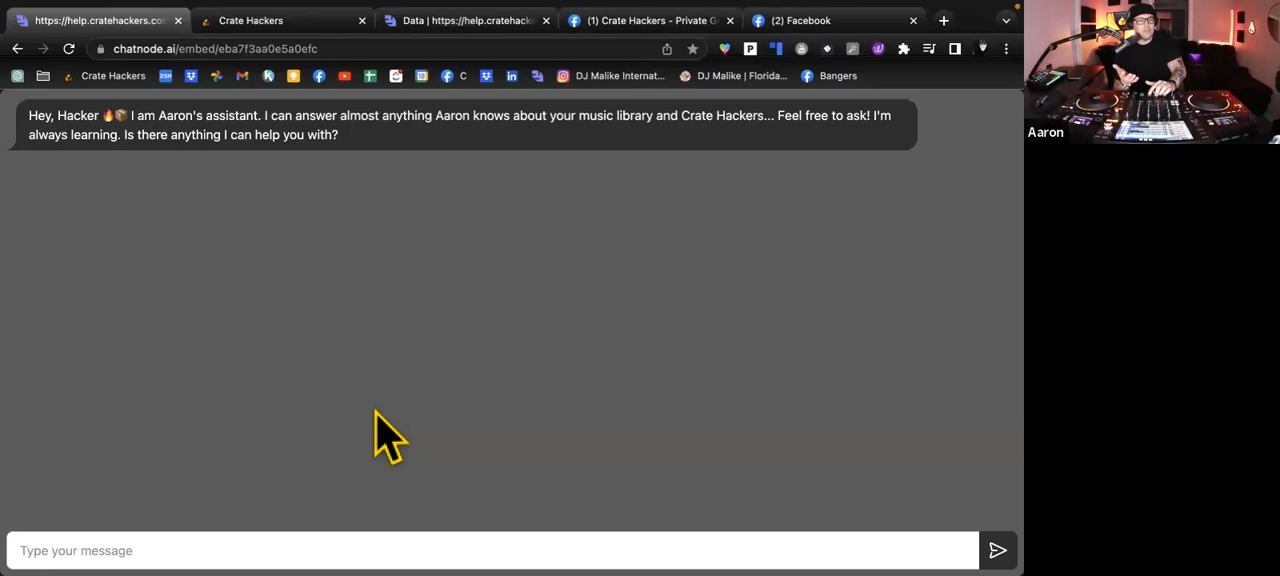 https://help.cratehackers.con
Crate Hackers
Data | https://help.cratehack
(1) Crate Hackers - Private G
(2) Facebook
chatnode.ai/embed/eba7f3aa0e5a0efc
Crate Hackers
C
DJ Malike Internat...
DJ Malike | Florida...
Bangers
Hey, Hacker 🔥📦 I am Aaron's assistant. I can answer almost anything Aaron knows about your music library and Crate Hackers... Feel free to ask! I'm
always learning. Is there anything I can help you with?
Type your message
Aaron